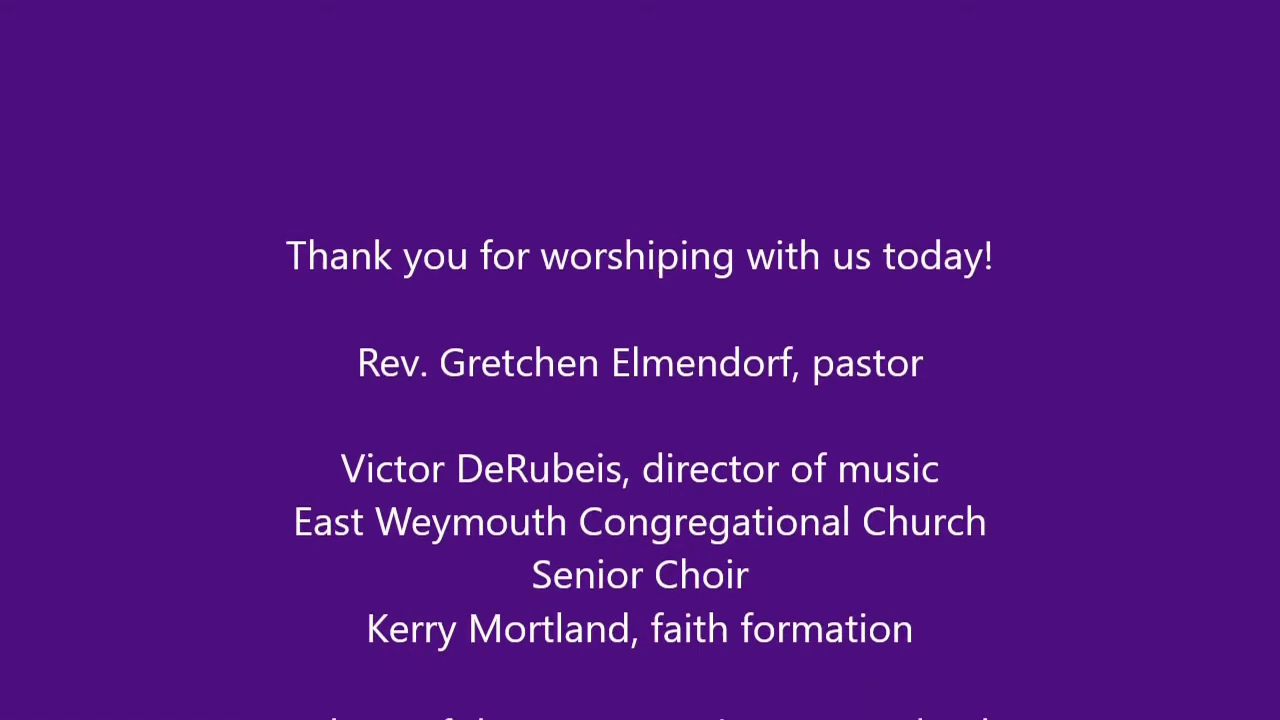 Thank you for worshiping with us today!
Rev. Gretchen Elmendorf, pastor
Victor DeRubeis, director of music
East Weymouth Congregational Church
Senior Choir
Kerry Mortland, faith formation